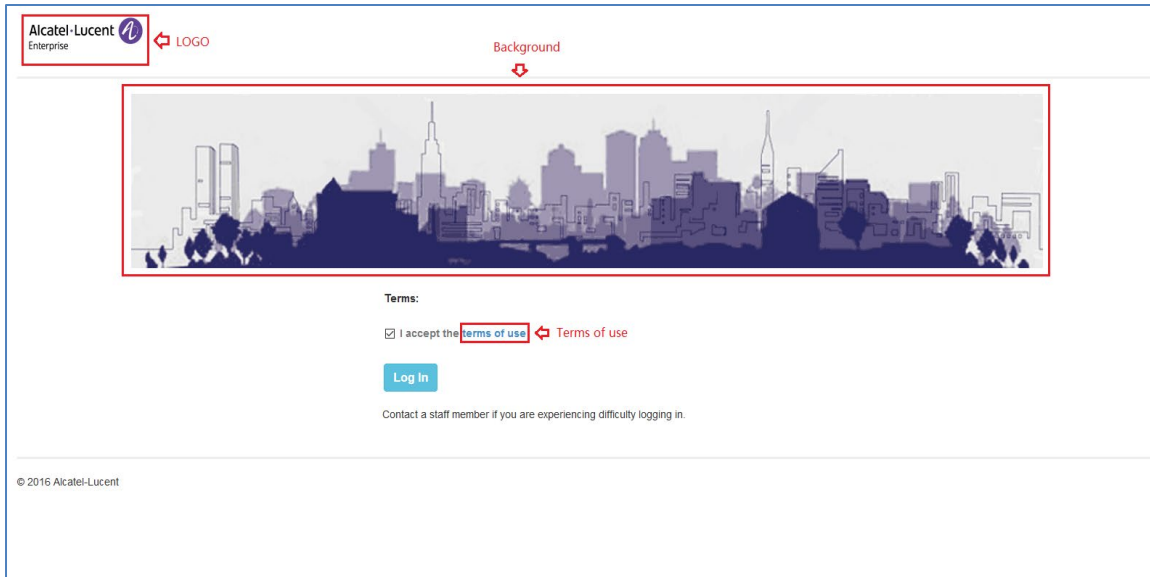 Alcatel·Lucent
Enterprise
LOGO
Background
Terms:
I accept the terms of use
Terms of use
Log In
Contact a staff member if you are experiencing difficulty logging in.
© 2016 Alcatel-Lucent